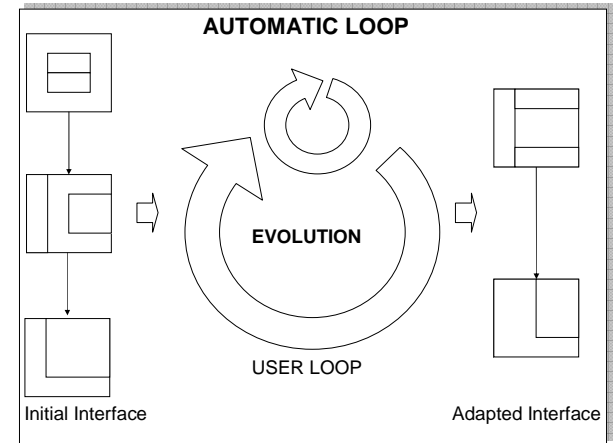 AUTOMATIC LOOP
EVOLUTION
USER LOOP
Initial Interface
Adapted Interface